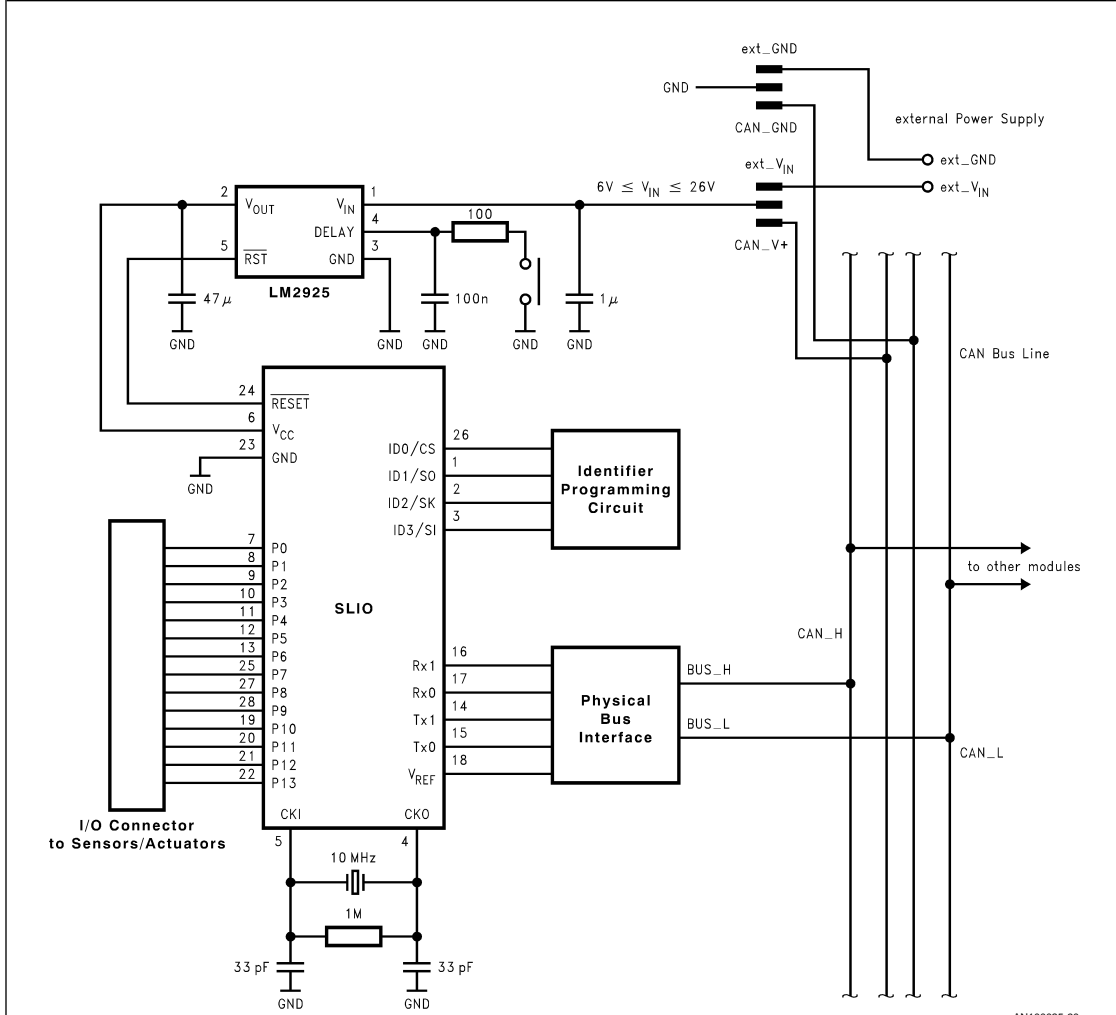 ext_GND
GND
CAN_GND
external Power Supply
ext_GND
ext_VIN
ext_VIN
6V ≤ VIN ≤ 26V
CAN_V+
2
VOUT
VIN
1
DELAY
4
100
5
RST
GND
3
LM2925
47μ
100n
1μ
GND
GND
GND
GND
GND
CAN Bus Line
24
RESET
6
VCC
23
GND
GND
ID0/CS
26
ID1/SO
1
ID2/SK
2
ID3/SI
3
Identifier
Programming
Circuit
7
P0
8
P1
9
P2
10
P3
11
P4
12
P5
13
P6
25
P7
27
P8
28
P9
19
P10
20
P11
21
P12
22
P13
SLIO
to other modules
CAN_H
Rx1
16
Rx0
17
Tx1
14
Tx0
15
VREF
18
Physical
Bus
Interface
BUS_H
BUS_L
CAN_L
CKI
CKO
5
4
I/O Connector
to Sensors/Actuators
10 MHz
1M
33 pF
33 pF
GND
GND